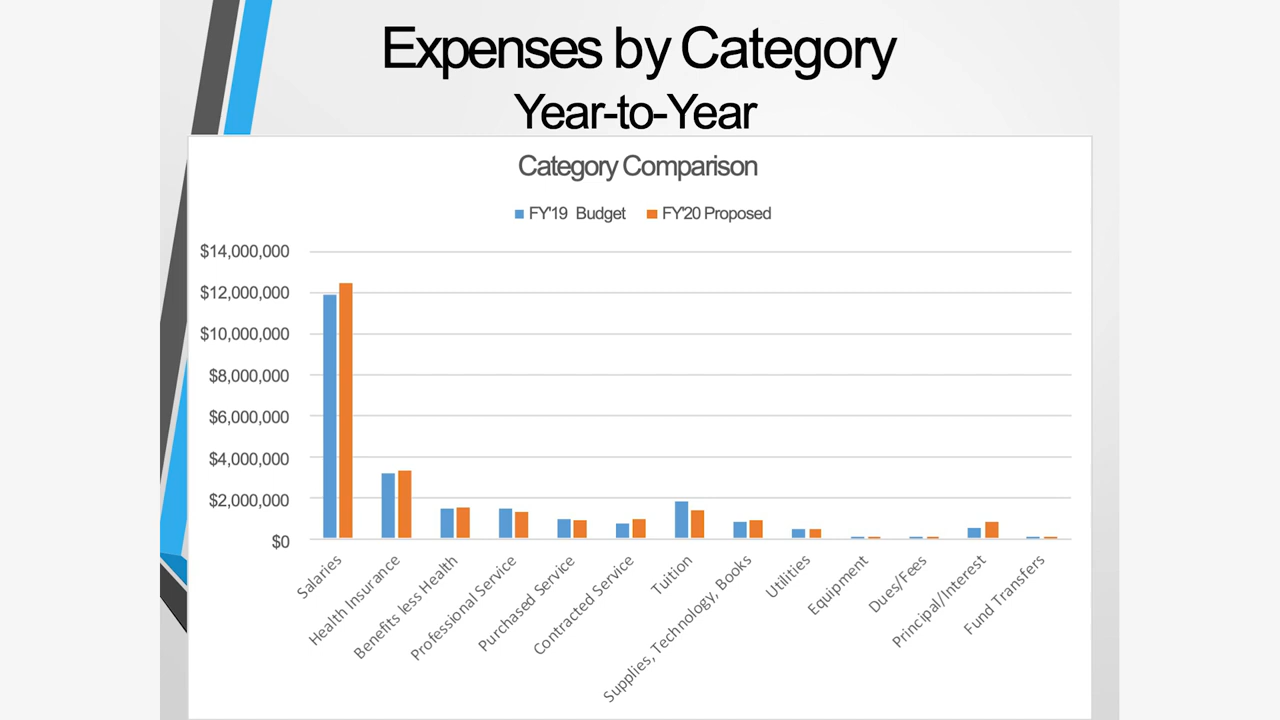 Expenses by Category
Year-to-Year
Category Comparison
FY'19 Budget FY'20 Proposed
$14,000,000
$12,000,000
$10,000,000
$8,000,000
$6,000,000
$4,000,000
$2,000,000
$0
Salaries
Health Insurance
Benefits less Health
Professional Service
Purchased Service
Contracted Service
Tuition
Supplies, Technology, Books
Utilities
Equipment
Dues/Fees
Principal/Interest
Fund Transfers